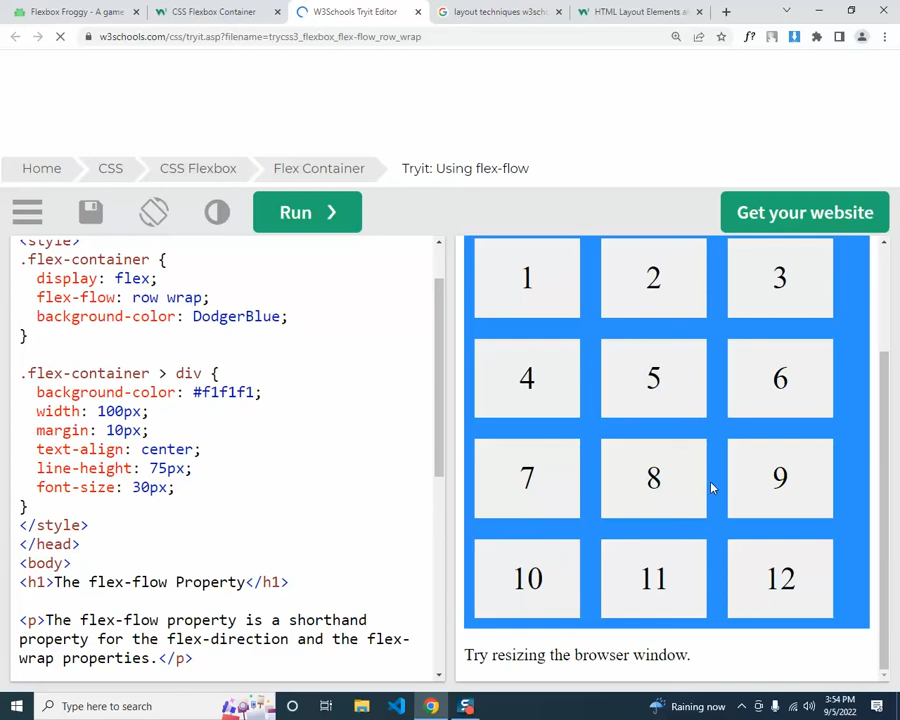 Flexbox Froggy - A game
CSS Flexbox Container
W3Schools Tryit Editor
layout techniques w3sch
HTML Layout Elements a
w3schools.com/css/tryit.asp?filename=trycss3_flexbox_flex-flow_row_wrap
f?
Home
CSS
CSS Flexbox
Flex Container
Tryit: Using flex-flow
Run ❯
Get your website
<style>
.flex-container {
display: flex;
flex-flow: row wrap;
background-color: DodgerBlue;
}
.flex-container > div {
background-color: #f1f1f1;
width: 100px;
margin: 10px;
text-align: center;
line-height: 75px;
font-size: 30px;
}
</style>
</head>
<body>
<h1>The flex-flow Property</h1>
<p>The flex-flow property is a shorthand
property for the flex-direction and the flex-
wrap properties.</p>
1 2 3
4 5 6
7 8 9
10 11 12
Try resizing the browser window.
Type here to search
Raining now
3:54 PM
9/5/2022